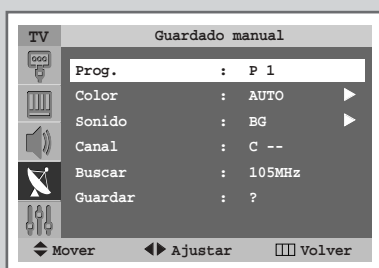 TV Guardado manual
Prog. : P 1
Color : AUTO
Sonido : BG
Canal : C --
Buscar : 105MHz
Guardar : ?
Mover Ajustar Volver